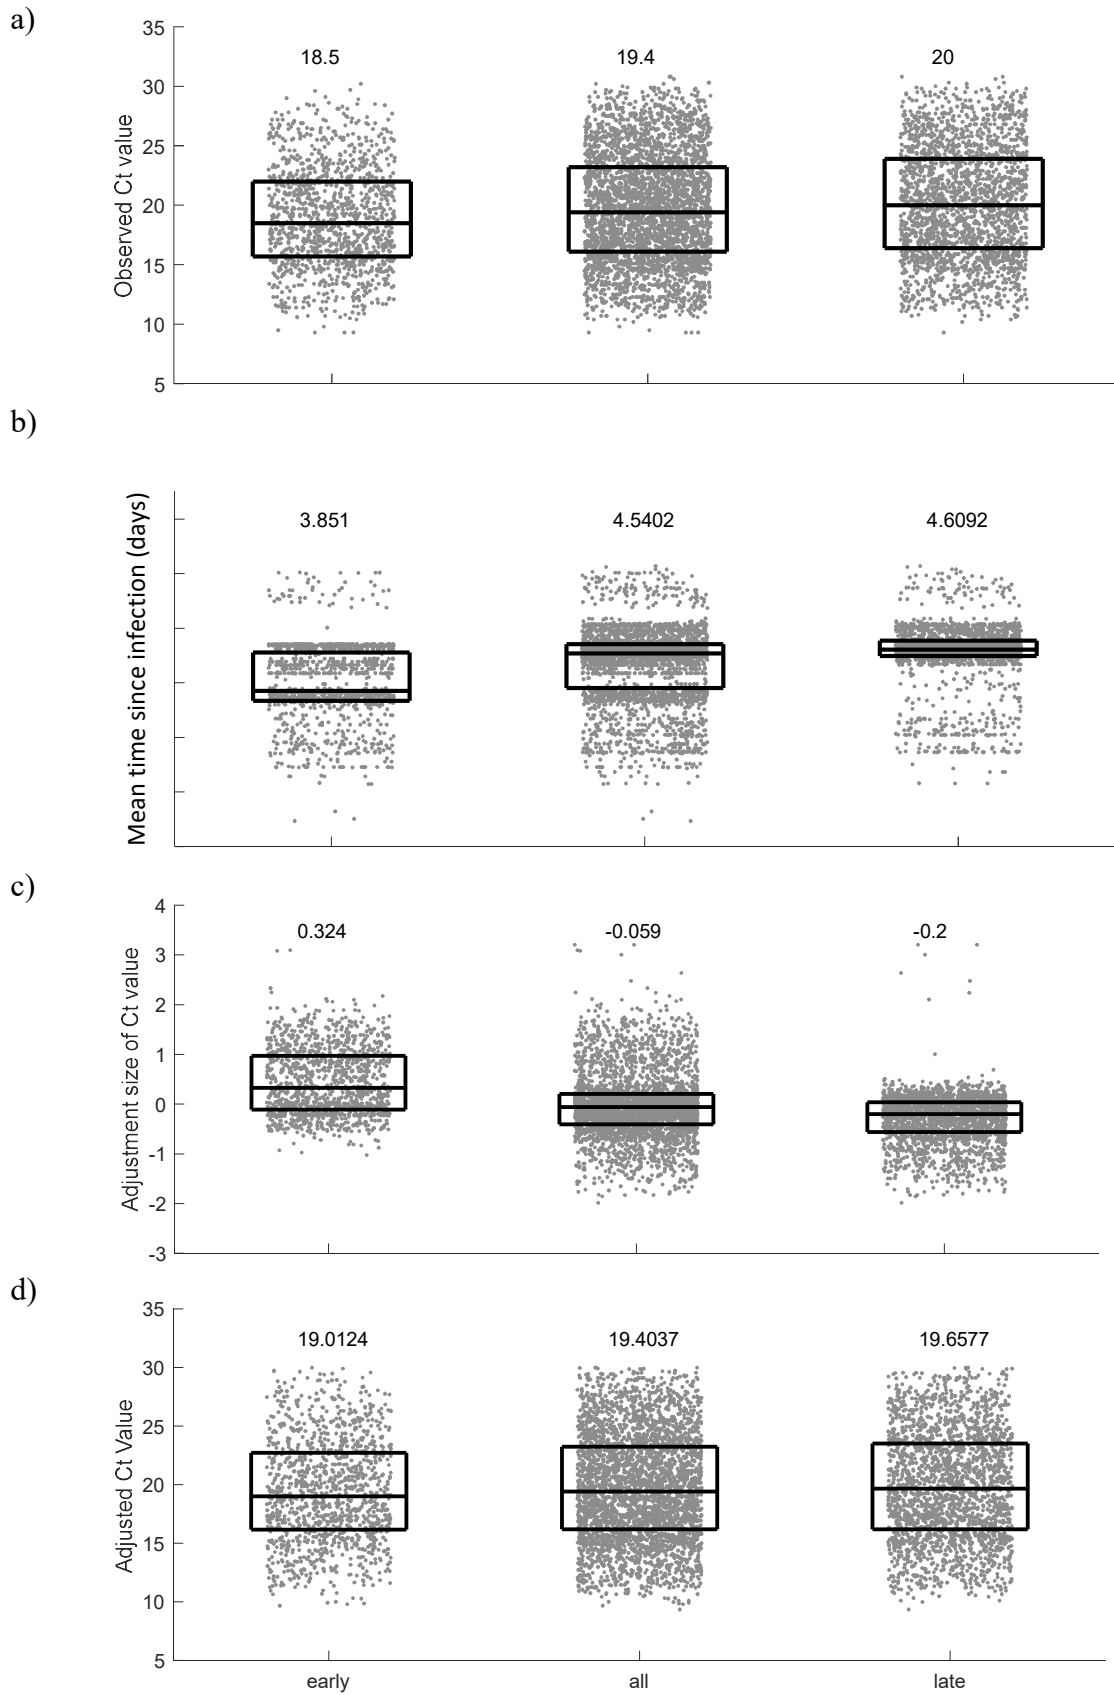 a)
Observed Ct value
35
30
25
20
15
10
5
18.5 19.4 20
b)
Mean time since infection (days)
3.851 4.5402 4.6092
c)
Adjustment size of Ct value
4
3
2
1
0
-1
-2
-3
0.324 -0.059 -0.2
d)
Adjusted Ct Value
35
30
25
20
15
10
5
19.0124 19.4037 19.6577
early all late